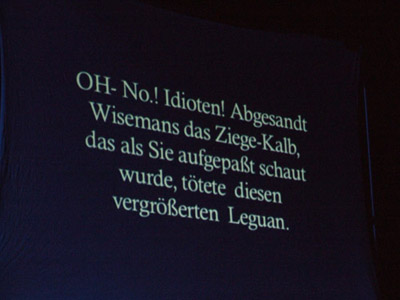 OH- No.! Idioten! Abgesandt
Wisemans das Ziege-Kalb,
das als Sie aufgepaßt schaut
wurde, tötete diesen
vergrößerten Leguan.